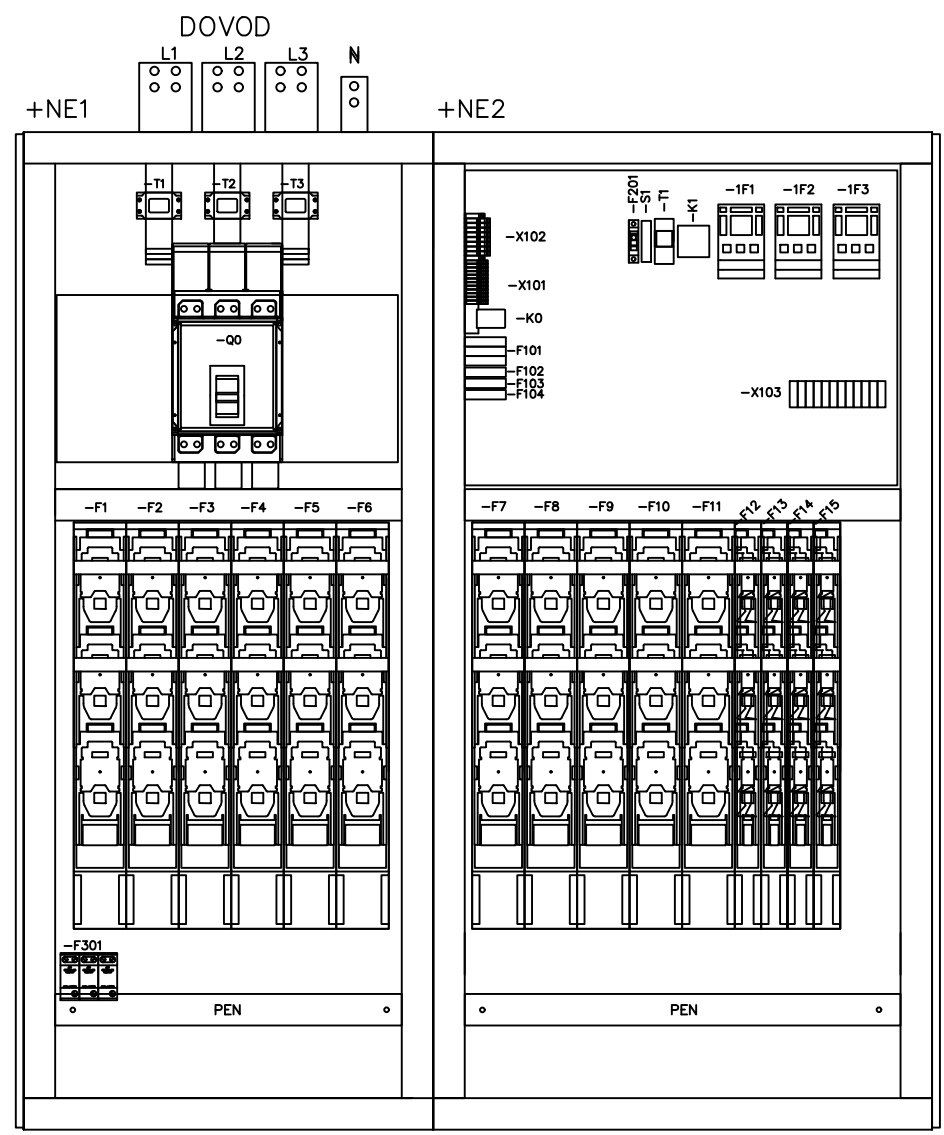 DOVOD
L1 L2 L3 N
+NE1 +NE2
-T1 -T2 -T3
-F201 -S1 -T1 -K1 -1F1 -1F2 -1F3
-X102
-X101
-K0
-Q0
-F101
-F102
-F103
-F104
-X103
-F1 -F2 -F3 -F4 -F5 -F6
-F7 -F8 -F9 -F10 -F11 -F12 -F13 -F14 -F15
-F301
PEN PEN